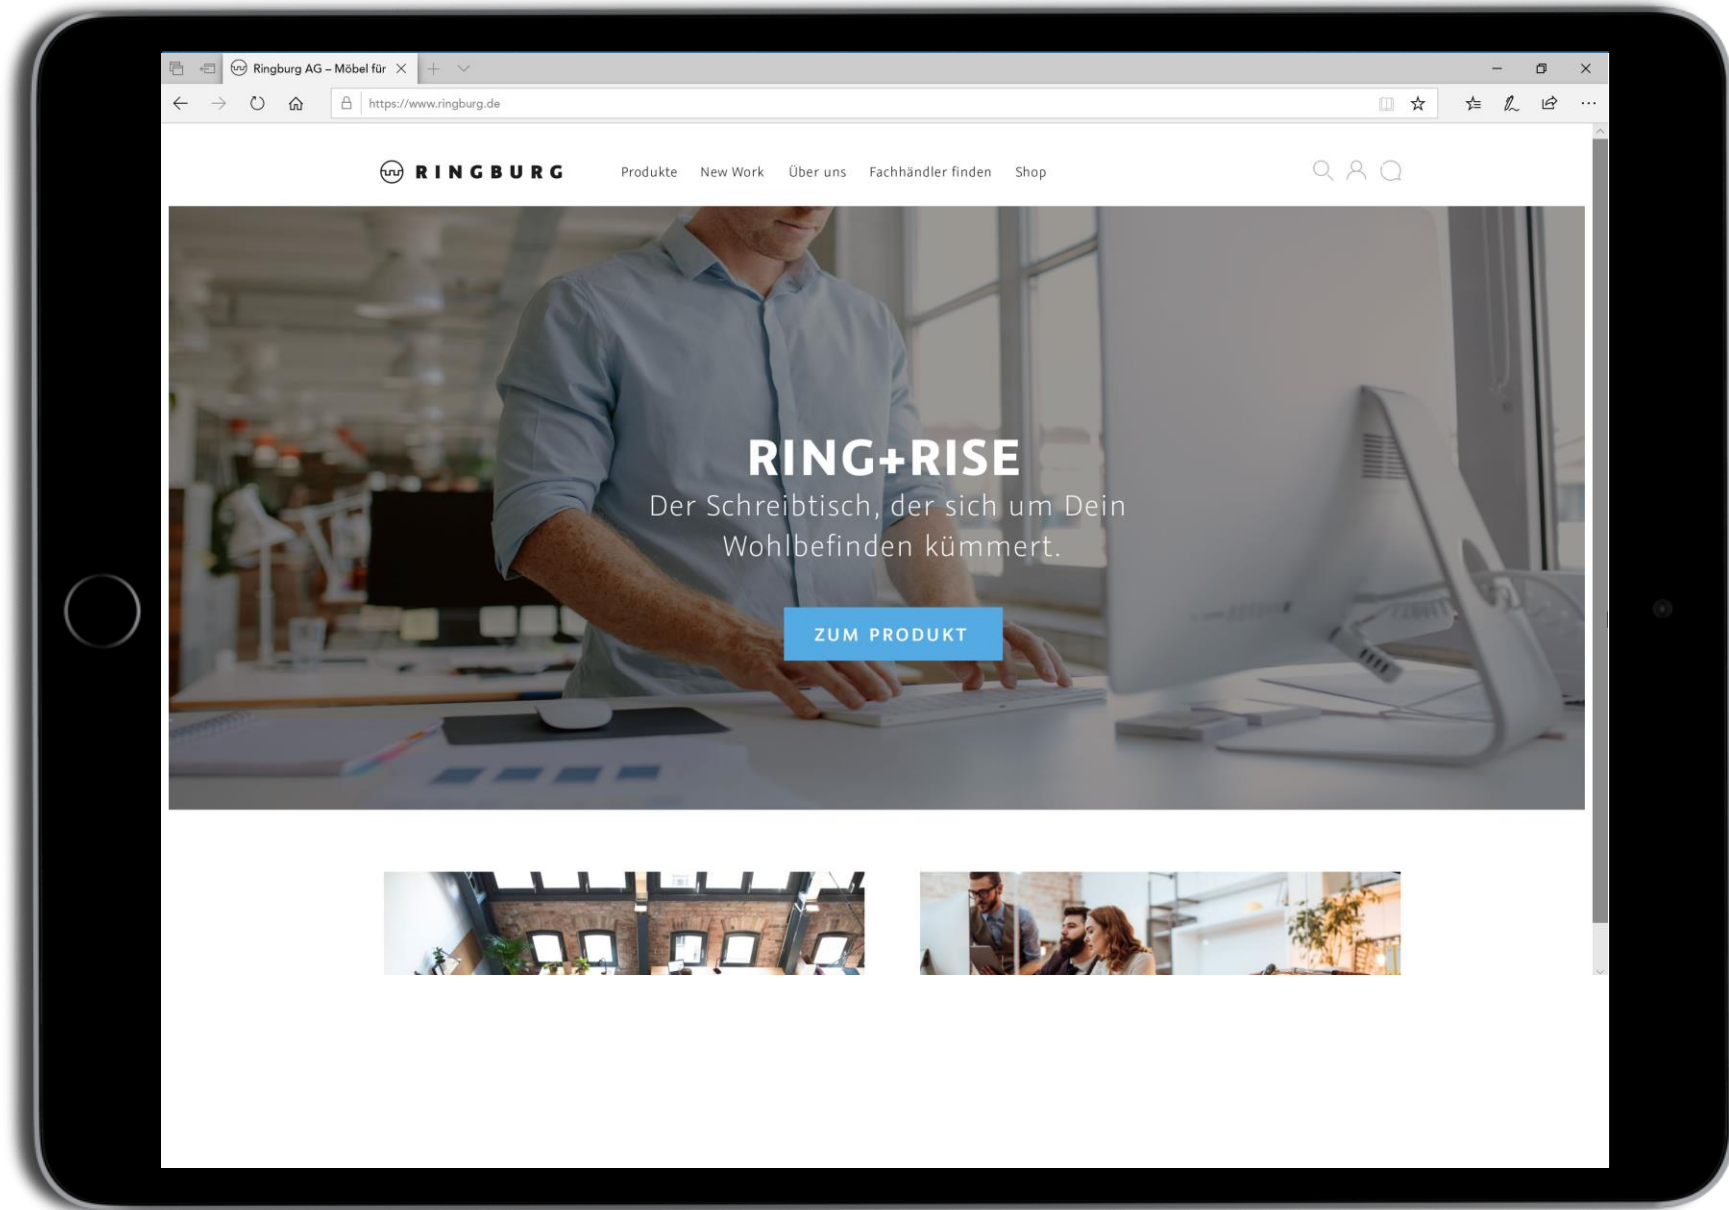 Ringburg AG – Möbel für
https://www.ringburg.de
RINGBURG
Produkte New Work Über uns Fachhändler finden Shop
RING+RISE
Der Schreibtisch, der sich um Dein
Wohlbefinden kümmert.
ZUM PRODUKT